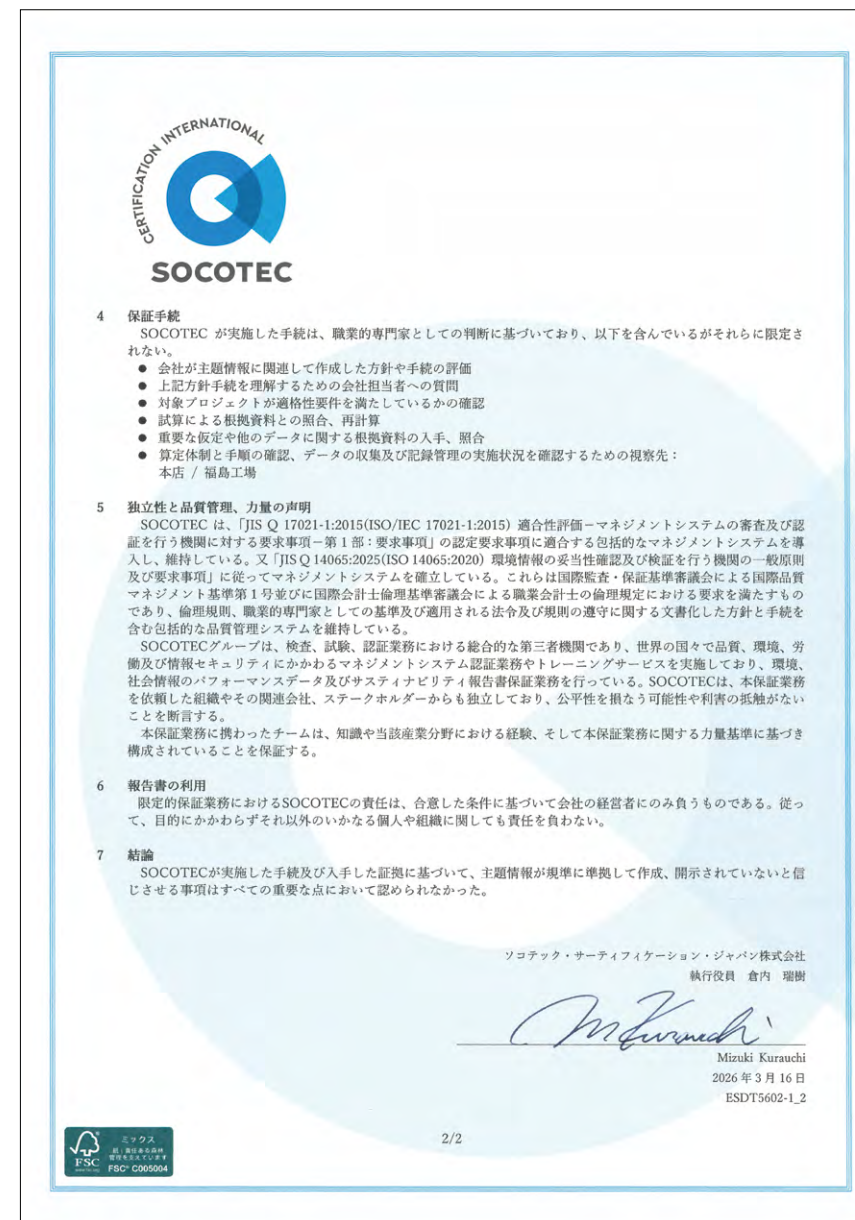 CERTIFICATION INTERNATIONAL
SOCOTEC
4 保証手続
SOCOTEC が実施した手続は、職業的専門家としての判断に基づいており、以下を含んでいるがそれらに限定さ
れない。
● 会社が主題情報に関連して作成した方針や手続の評価
● 上記方針手続を理解するための会社担当者への質問
● 対象プロジェクトが適格性要件を満たしているかの確認
● 試算による根拠資料との照合、再計算
● 重要な仮定や他のデータに関する根拠資料の入手、照合
● 算定体制と手順の確認、データの収集及び記録管理の実施状況を確認するための視察先：
本店 / 福島工場
5 独立性と品質管理、力量の声明
SOCOTEC は、「JIS Q 17021-1:2015(ISO/IEC 17021-1:2015) 適合性評価－マネジメントシステムの審査及び認
証を行う機関に対する要求事項－第 1 部：要求事項」の認定要求事項に適合する包括的なマネジメントシステムを導
入し、維持している。又「JIS Q 14065:2025(ISO 14065:2020) 環境情報の妥当性確認及び検証を行う機関の一般原則
及び要求事項」に従ってマネジメントシステムを確立している。これらは国際監査・保証基準審議会による国際品質
マネジメント基準第 1 号並びに国際会計士倫理基準審議会による職業会計士の倫理規定における要求を満たすもの
であり、倫理規則、職業的専門家としての基準及び適用される法令及び規則の遵守に関する文書化した方針と手続を
含む包括的な品質管理システムを維持している。
SOCOTECグループは、検査、試験、認証業務における総合的な第三者機関であり、世界の国々で品質、環境、労
働及び情報セキュリティにかかわるマネジメントシステム認証業務やトレーニングサービスを実施しており、環境、
社会情報のパフォーマンスデータ及びサスティナビリティ報告書保証業務を行っている。SOCOTECは、本保証業務
を依頼した組織やその関連会社、ステークホルダーからも独立しており、公平性を損なう可能性や利害の抵触がない
ことを断言する。
本保証業務に携わったチームは、知識や当該産業分野における経験、そして本保証業務に関する力量基準に基づき
構成されていることを保証する。
6 報告書の利用
限定的保証業務におけるSOCOTECの責任は、合意した条件に基づいて会社の経営者にのみ負うものである。従っ
て、目的にかかわらずそれ以外のいかなる個人や組織に関しても責任を負わない。
7 結論
SOCOTECが実施した手続及び入手した証拠に基づいて、主題情報が規準に準拠して作成、開示されていないと信
じさせる事項はすべての重要な点において認められなかった。
ソコテック・サーティフィケーション・ジャパン株式会社
執行役員 倉内 瑞樹
M Kurauchi
Mizuki Kurauchi
2026 年 3 月 16 日
ESDT5602-1_2
2/2
ミックス
紙｜責任ある森林
管理を支えています
FSC
FSC® C005004